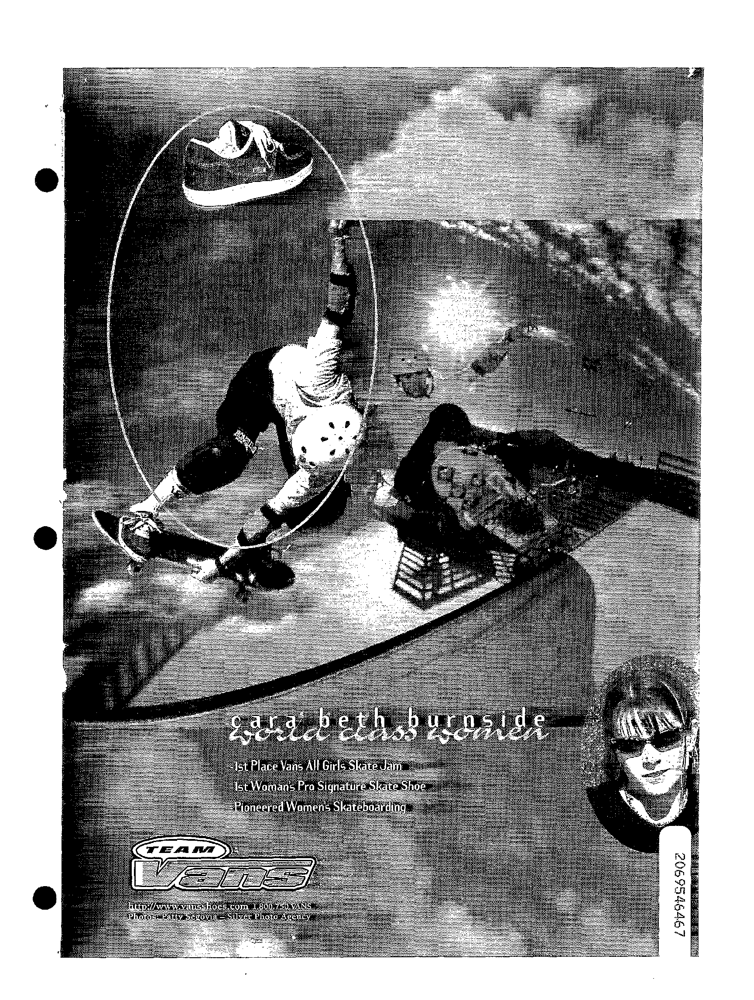 cara beth burnside
world class women
-1st Place Vans All Girls Skate Jam
-1st Woman's Pro Signature Skate Shoe
-Pioneered Women's Skateboarding
TEAM
Vans
http://www.vansshoes.com 1-800-750-VANS
Photos: Patty Segovia – Silver Photo Agency
2069546467